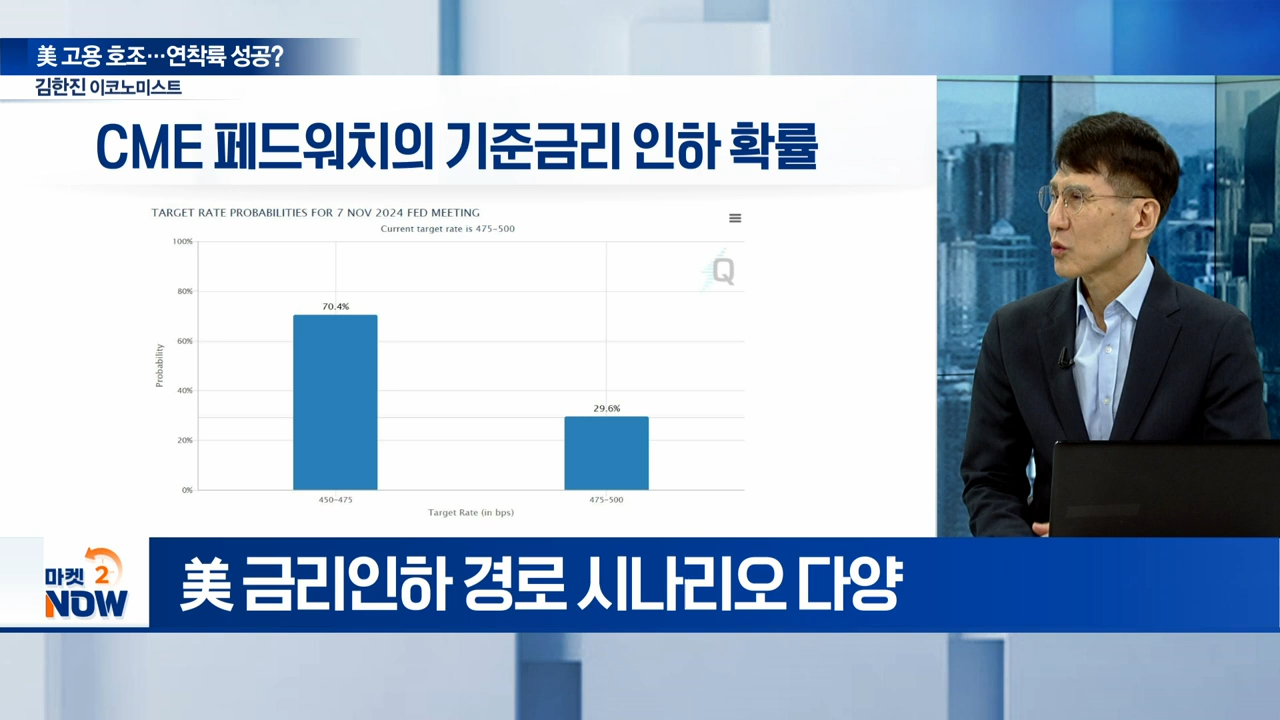 美 고용 호조…연착륙 성공?
김한진 이코노미스트
CME 페드워치의 기준금리 인하 확률
TARGET RATE PROBABILITIES FOR 7 NOV 2024 FED MEETING
Current target rate is 475-500
100%
80%
60%
40%
20%
0%
Probability
70.4%
29.6%
Q
450-475
475-500
Target Rate (in bps)
마켓 2
NOW
美 금리인하 경로 시나리오 다양